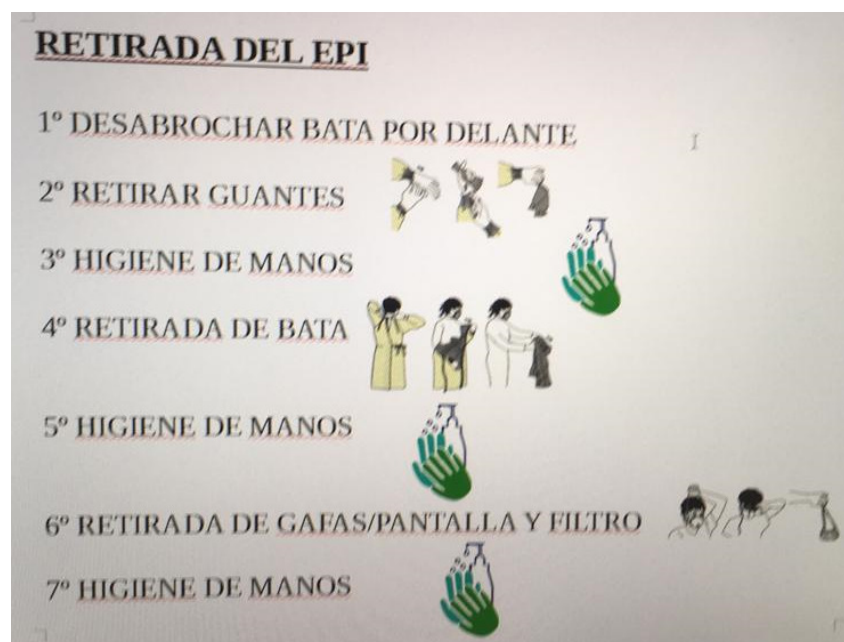 RETIRADA DEL EPI
1º DESABROCHAR BATA POR DELANTE
2º RETIRAR GUANTES
3º HIGIENE DE MANOS
4º RETIRADA DE BATA
5º HIGIENE DE MANOS
6º RETIRADA DE GAFAS/PANTALLA Y FILTRO
7º HIGIENE DE MANOS